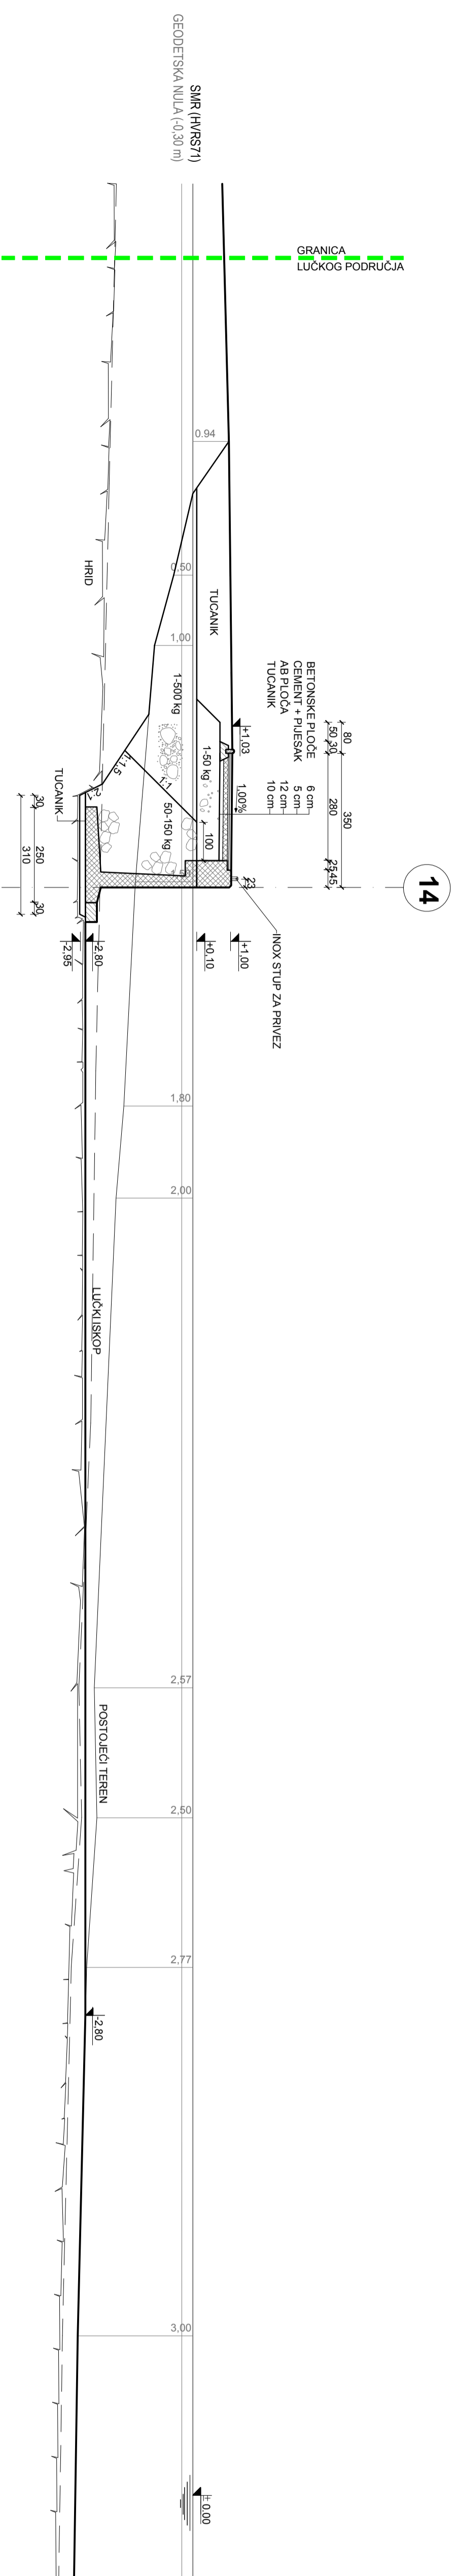 14
GRANICA
LUČKOG PODRUČJA
SMR (HVRS71)
GEODETSKA NULA (-0,30 m)
80
350
50
30
280
25
45
BETONSKE PLOČE 6 cm
CEMENT + PIJESAK 5 cm
AB PLOČA 12 cm
TUCANIK 10 cm
INOX STUP ZA PRIVEZ
+1,03
1,00%
23
+1,00
+0,10
100
0.94
TUCANIK
1-50 kg
0,50
1,00
1-500 kg
50-150 kg
1:1
1:1,5
HRID
TUCANIK
30
250
30
310
-2,80
-2,95
1,80
2,00
LUČKI ISKOP
2,57
POSTOJEĆI TEREN
2,50
2,77
-2,80
3,00
± 0.00